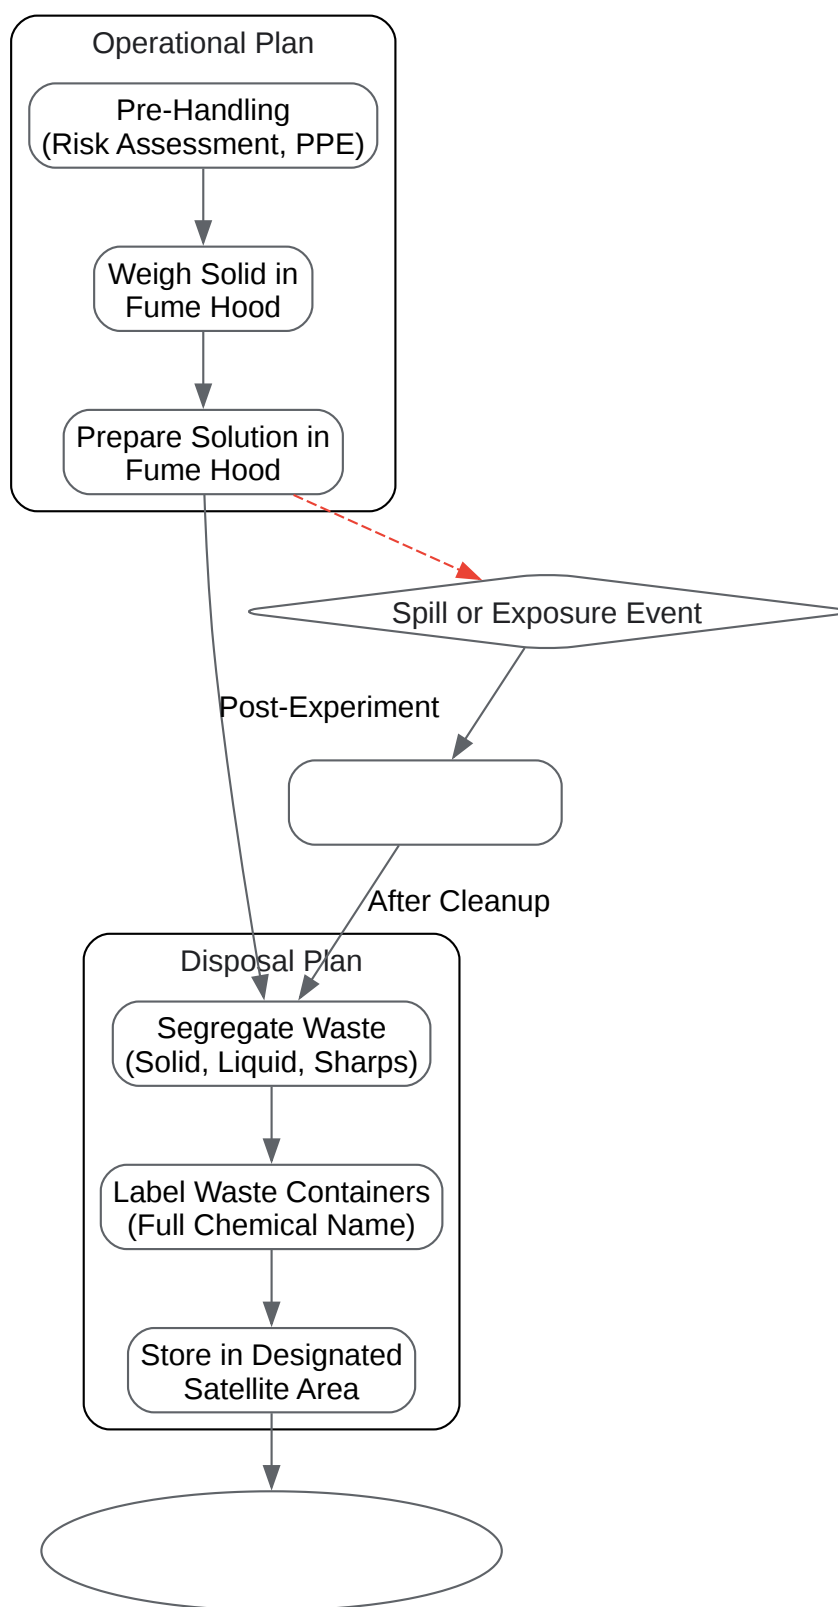 Operational Plan
Pre-Handling
(Risk Assessment, PPE)
Weigh Solid in
Fume Hood
Prepare Solution in
Fume Hood
Spill or Exposure Event
Post-Experiment
After Cleanup
Disposal Plan
Segregate Waste
(Solid, Liquid, Sharps)
Label Waste Containers
(Full Chemical Name)
Store in Designated
Satellite Area